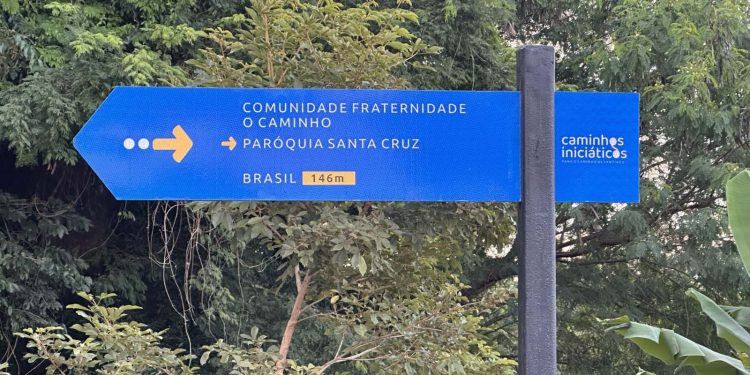 COMUNIDADE FRATERNIDADE
O CAMINHO
PARÓQUIA SANTA CRUZ
BRASIL 146m
caminhos
iniciáticos